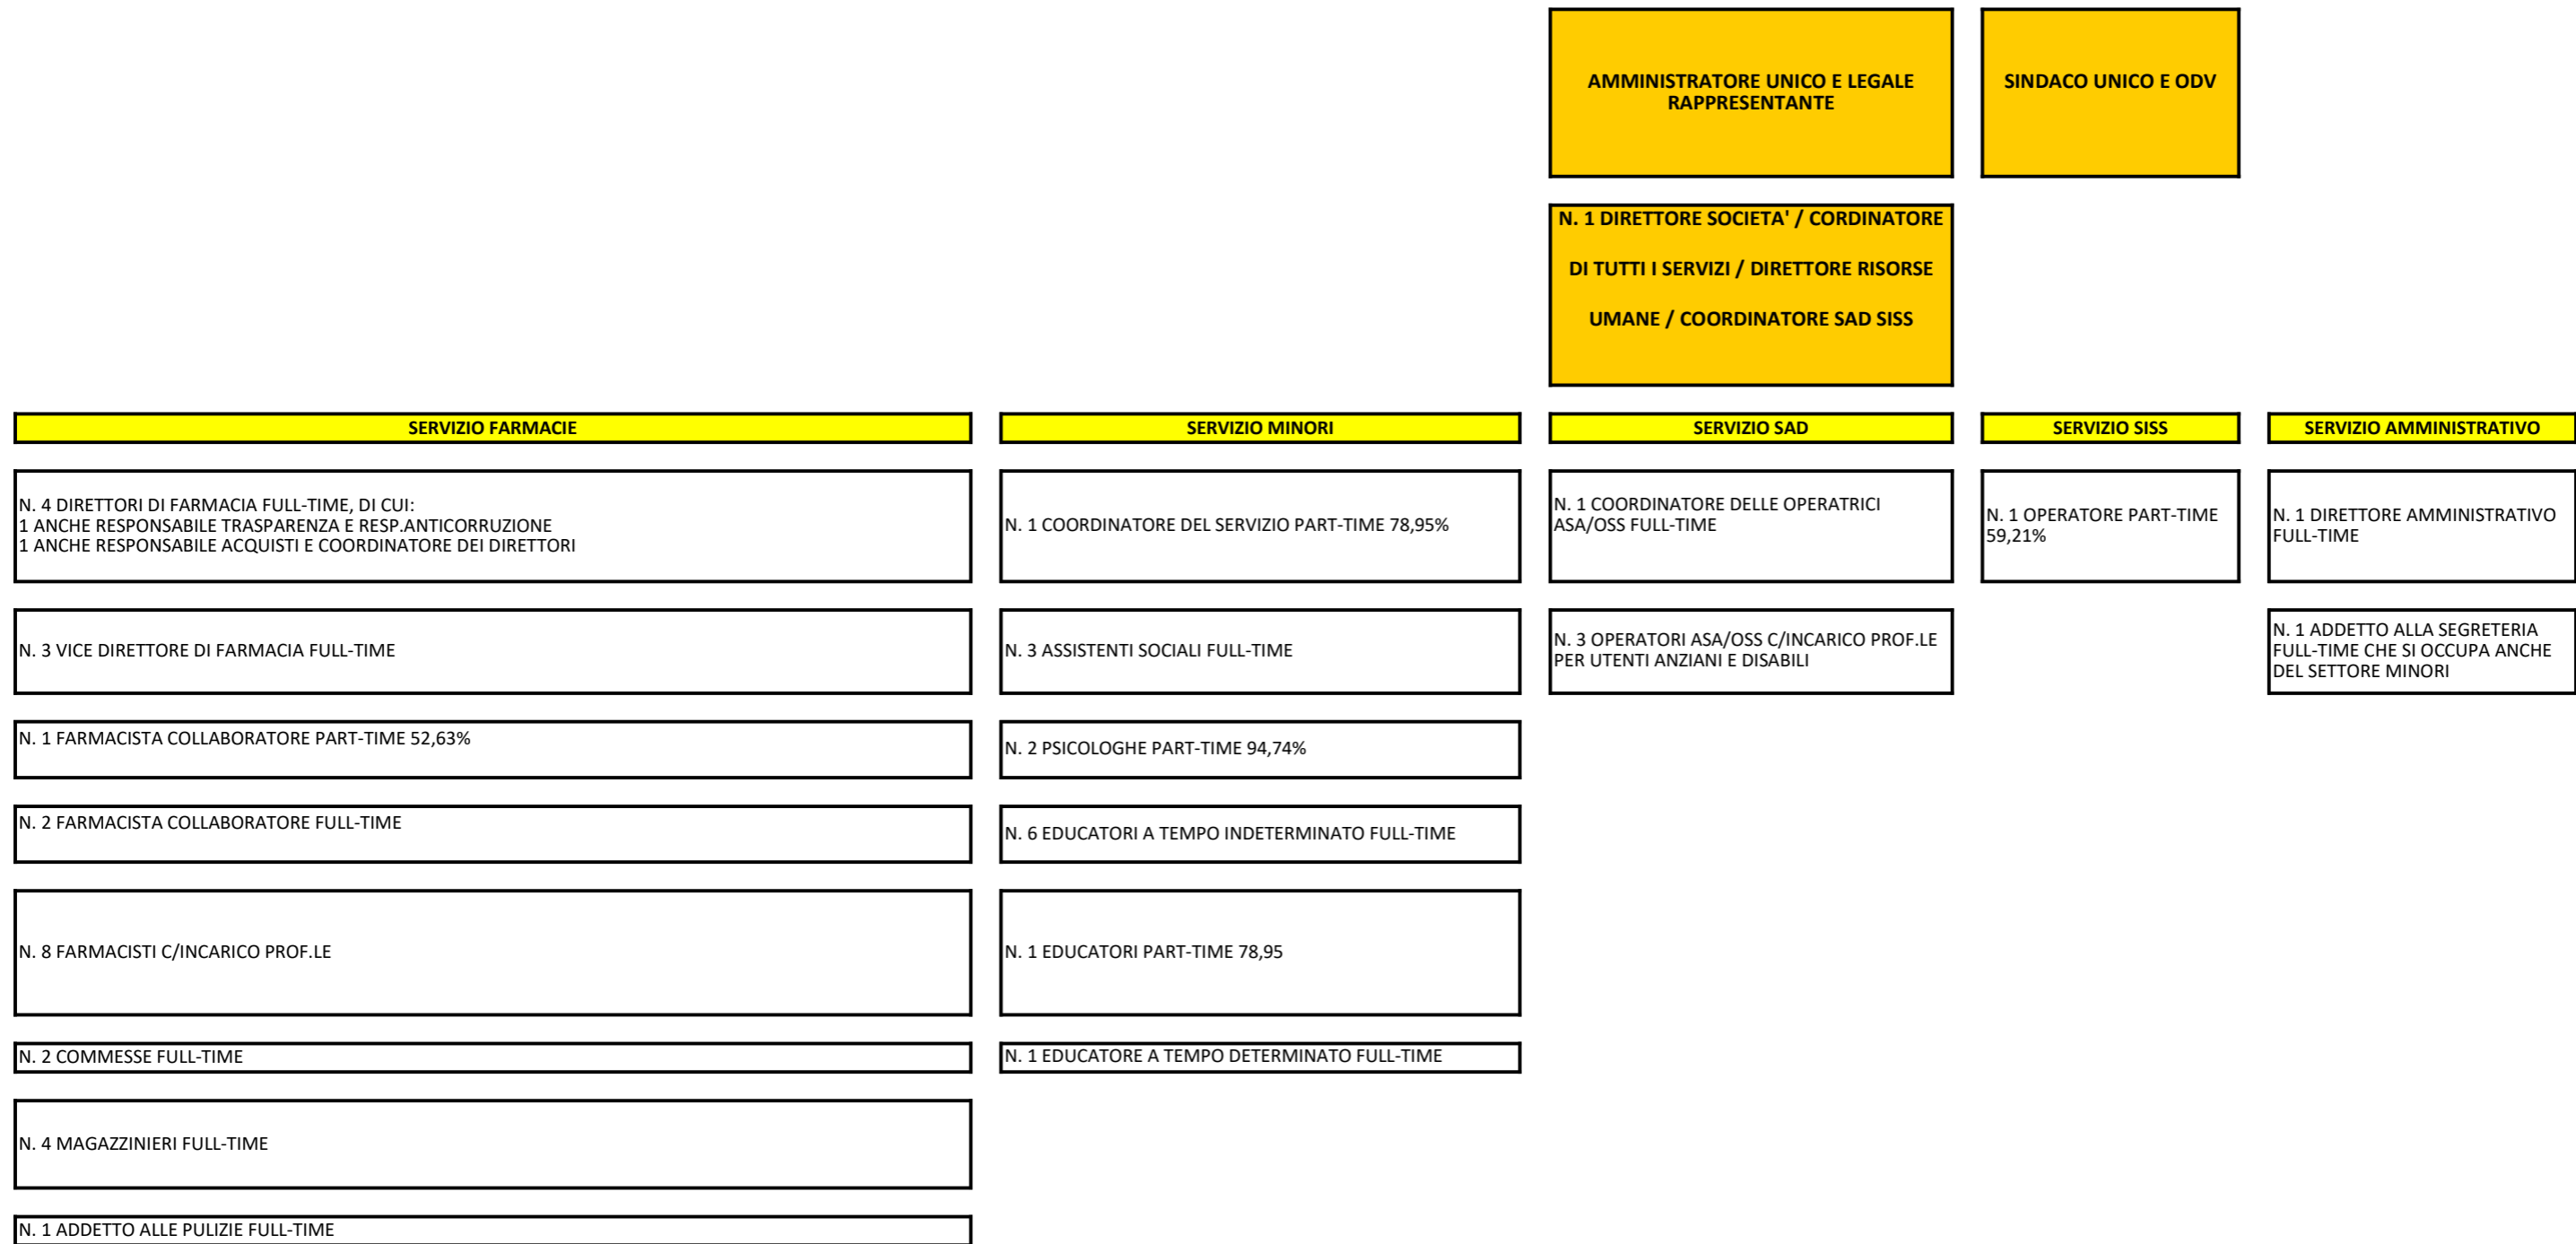 AMMINISTRATORE UNICO E LEGALE
RAPPRESENTANTE
SINDACO UNICO E ODV
N. 1 DIRETTORE SOCIETA' / CORDINATORE
DI TUTTI I SERVIZI / DIRETTORE RISORSE
UMANE / COORDINATORE SAD SISS
SERVIZIO FARMACIE
N. 4 DIRETTORI DI FARMACIA FULL-TIME, DI CUI:
1 ANCHE RESPONSABILE TRASPARENZA E RESP.ANTICORRUZIONE
1 ANCHE RESPONSABILE ACQUISTI E COORDINATORE DEI DIRETTORI
N. 3 VICE DIRETTORE DI FARMACIA FULL-TIME
N. 1 FARMACISTA COLLABORATORE PART-TIME 52,63%
N. 2 FARMACISTA COLLABORATORE FULL-TIME
N. 8 FARMACISTI C/INCARICO PROF.LE
N. 2 COMMESSE FULL-TIME
N. 4 MAGAZZINIERI FULL-TIME
N. 1 ADDETTO ALLE PULIZIE FULL-TIME
SERVIZIO MINORI
N. 1 COORDINATORE DEL SERVIZIO PART-TIME 78,95%
N. 3 ASSISTENTI SOCIALI FULL-TIME
N. 2 PSICOLOGHE PART-TIME 94,74%
N. 6 EDUCATORI A TEMPO INDETERMINATO FULL-TIME
N. 1 EDUCATORI PART-TIME 78,95
N. 1 EDUCATORE A TEMPO DETERMINATO FULL-TIME
SERVIZIO SAD
N. 1 COORDINATORE DELLE OPERATRICI
ASA/OSS FULL-TIME
N. 3 OPERATORI ASA/OSS C/INCARICO PROF.LE
PER UTENTI ANZIANI E DISABILI
SERVIZIO SISS
N. 1 OPERATORE PART-TIME
59,21%
SERVIZIO AMMINISTRATIVO
N. 1 DIRETTORE AMMINISTRATIVO
FULL-TIME
N. 1 ADDETTO ALLA SEGRETERIA
FULL-TIME CHE SI OCCUPA ANCHE
DEL SETTORE MINORI